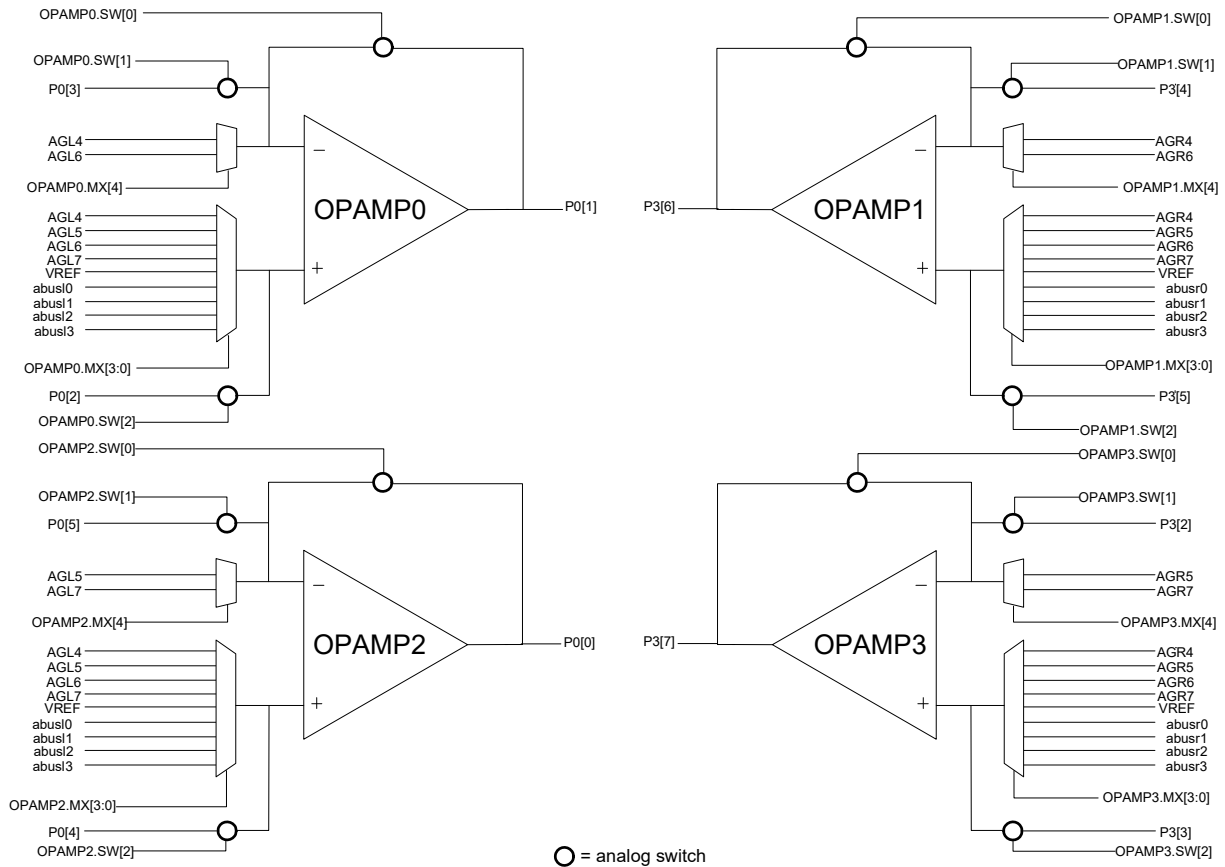 OPAMP0.SW[0]
OPAMP0.SW[1]
P0[3]
AGL4
AGL6
OPAMP0.MX[4]
AGL4
AGL5
AGL6
AGL7
VREF
abusl0
abusl1
abusl2
abusl3
OPAMP0.MX[3:0]
P0[2]
OPAMP0.SW[2]
−
OPAMP0
+
P0[1]
OPAMP1.SW[0]
OPAMP1.SW[1]
P3[4]
AGR4
AGR6
OPAMP1.MX[4]
AGR4
AGR5
AGR6
AGR7
VREF
abusr0
abusr1
abusr2
abusr3
OPAMP1.MX[3:0]
P3[5]
OPAMP1.SW[2]
−
OPAMP1
+
P3[6]
OPAMP2.SW[0]
OPAMP2.SW[1]
P0[5]
AGL5
AGL7
OPAMP2.MX[4]
AGL4
AGL5
AGL6
AGL7
VREF
abusl0
abusl1
abusl2
abusl3
OPAMP2.MX[3:0]
P0[4]
OPAMP2.SW[2]
−
OPAMP2
+
P0[0]
OPAMP3.SW[0]
OPAMP3.SW[1]
P3[2]
AGR5
AGR7
OPAMP3.MX[4]
AGR4
AGR5
AGR6
AGR7
VREF
abusr0
abusr1
abusr2
abusr3
OPAMP3.MX[3:0]
P3[3]
OPAMP3.SW[2]
−
OPAMP3
+
P3[7]
= analog switch